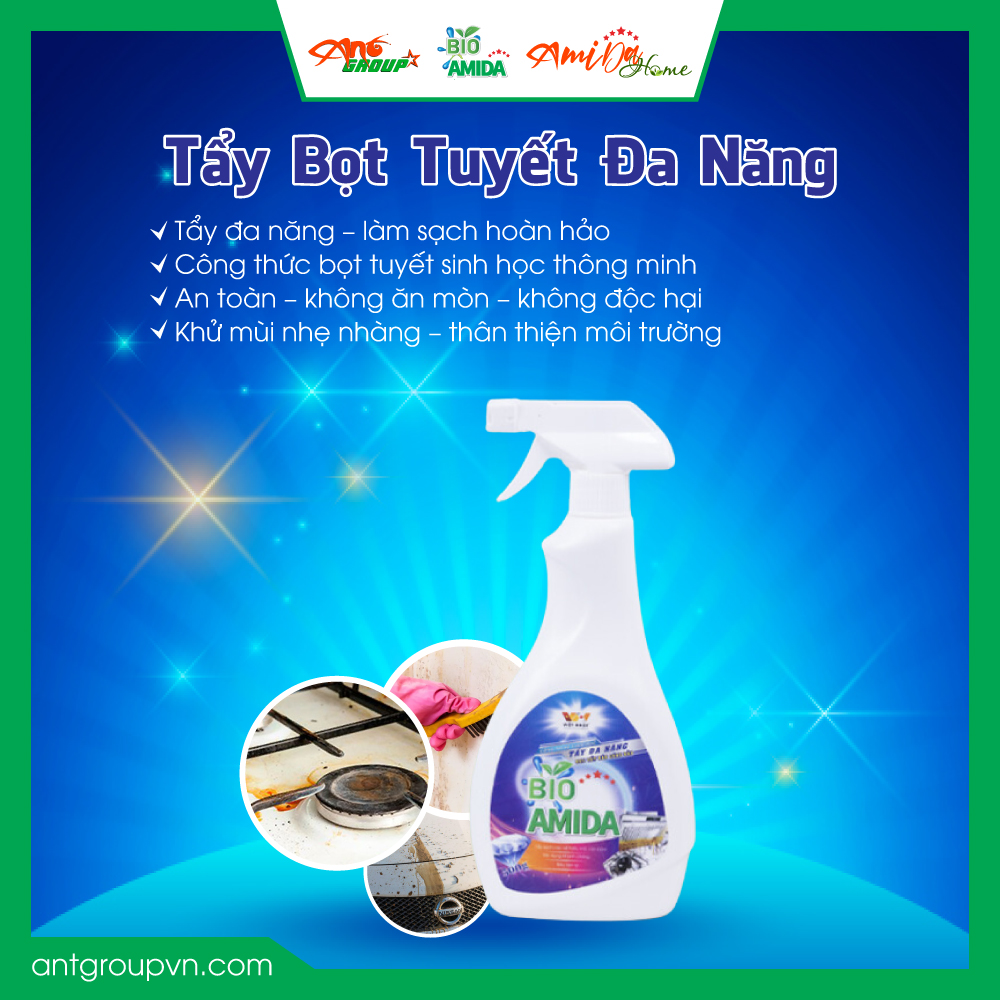 Ant
GROUP
BIO
AMIDA
AmiDa
Home
Tẩy Bọt Tuyết Đa Năng
Tẩy đa năng – làm sạch hoàn hảo
Công thức bọt tuyết sinh học thông minh
An toàn – không ăn mòn – không độc hại
Khử mùi nhẹ nhàng – thân thiện môi trường
TẨY ĐA NĂNG
BIO
AMIDA
antgroupvn.com